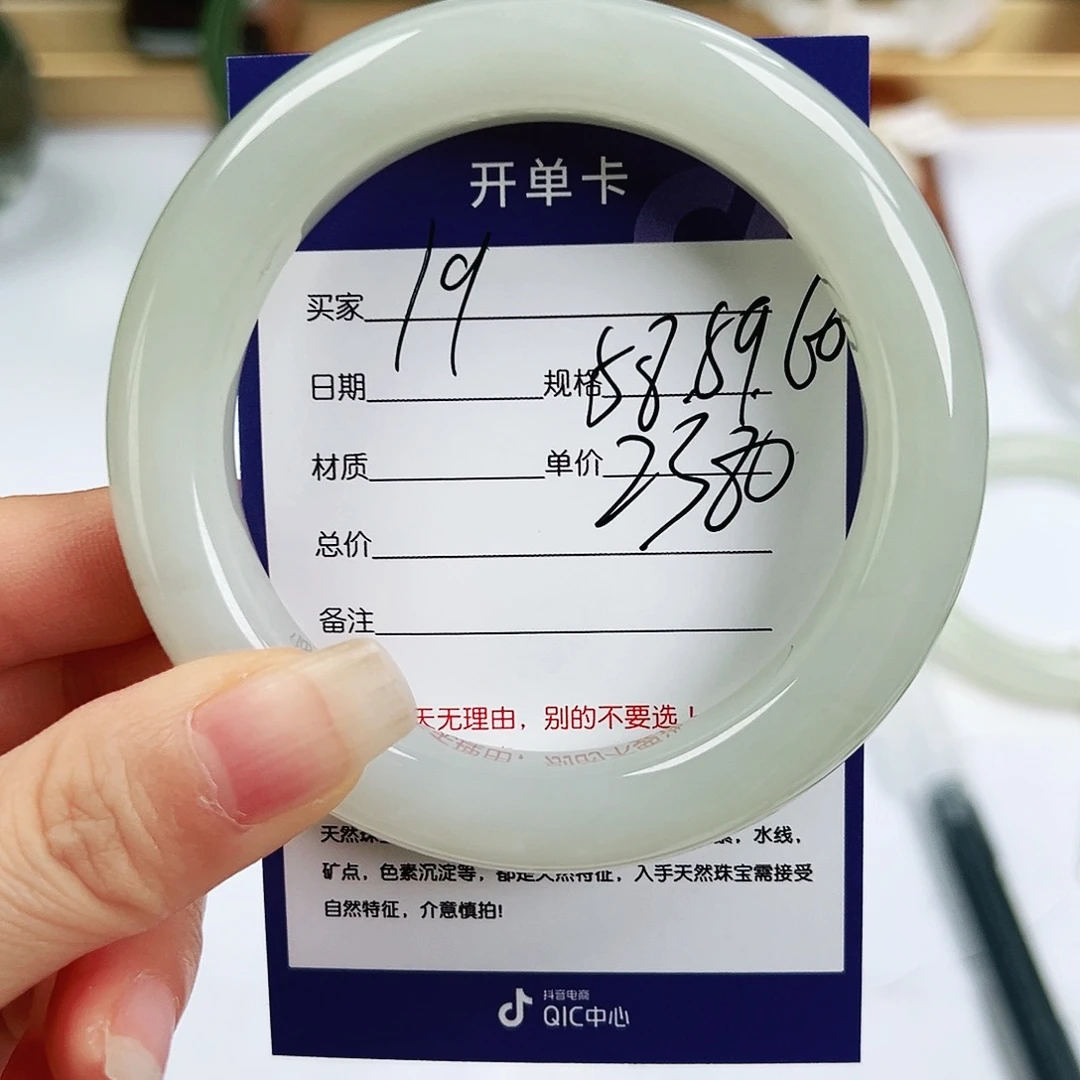 开单卡
买家 19
日期 规格 58.59.60
材质 单价 2380
总价
备注
天无理由，别的不要选！
天然珠 ，水线，
矿点，色素沉淀等，都是天然特征，入手天然珠宝需接受
自然特征，介意慎拍！
抖音电商
QIC中心